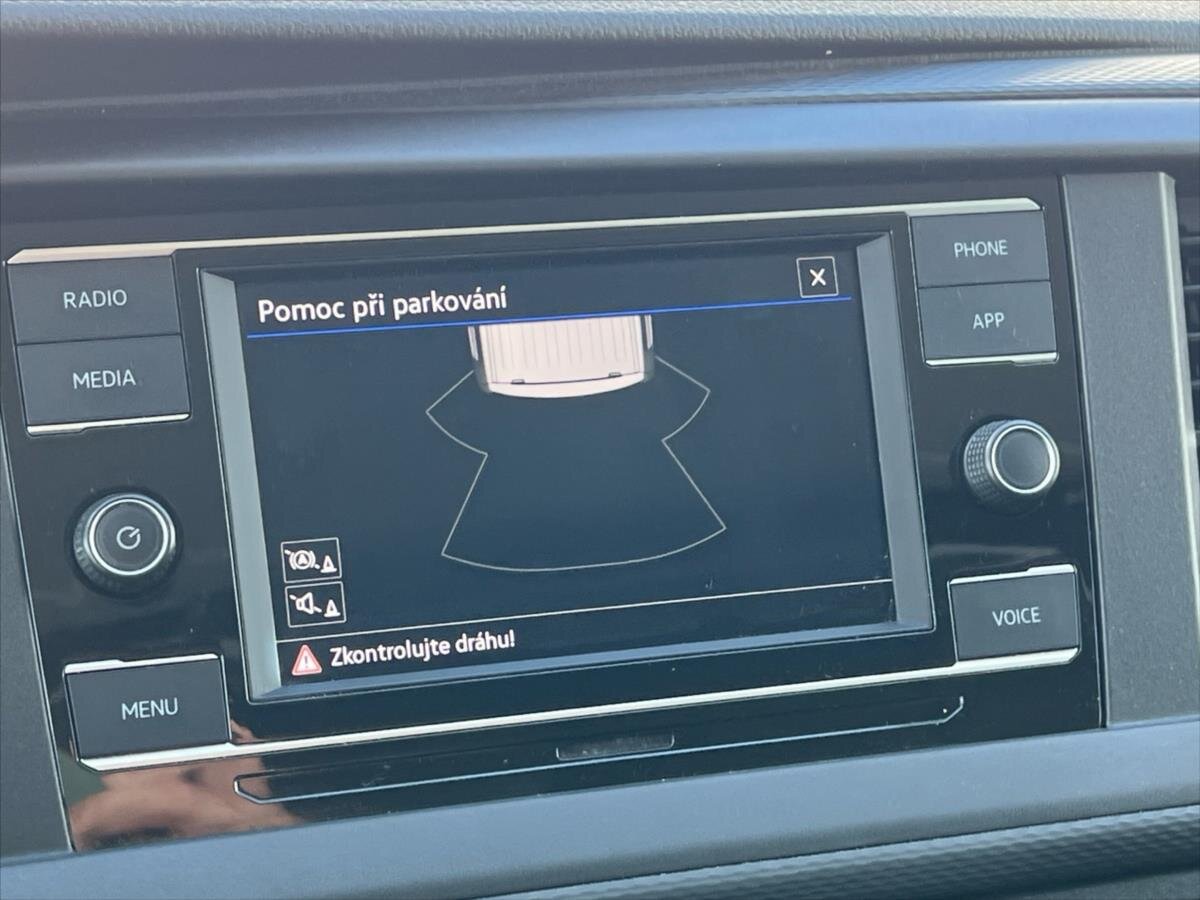 Pomoc při parkování
X
RADIO
MEDIA
PHONE
APP
Zkontrolujte dráhu!
MENU
VOICE